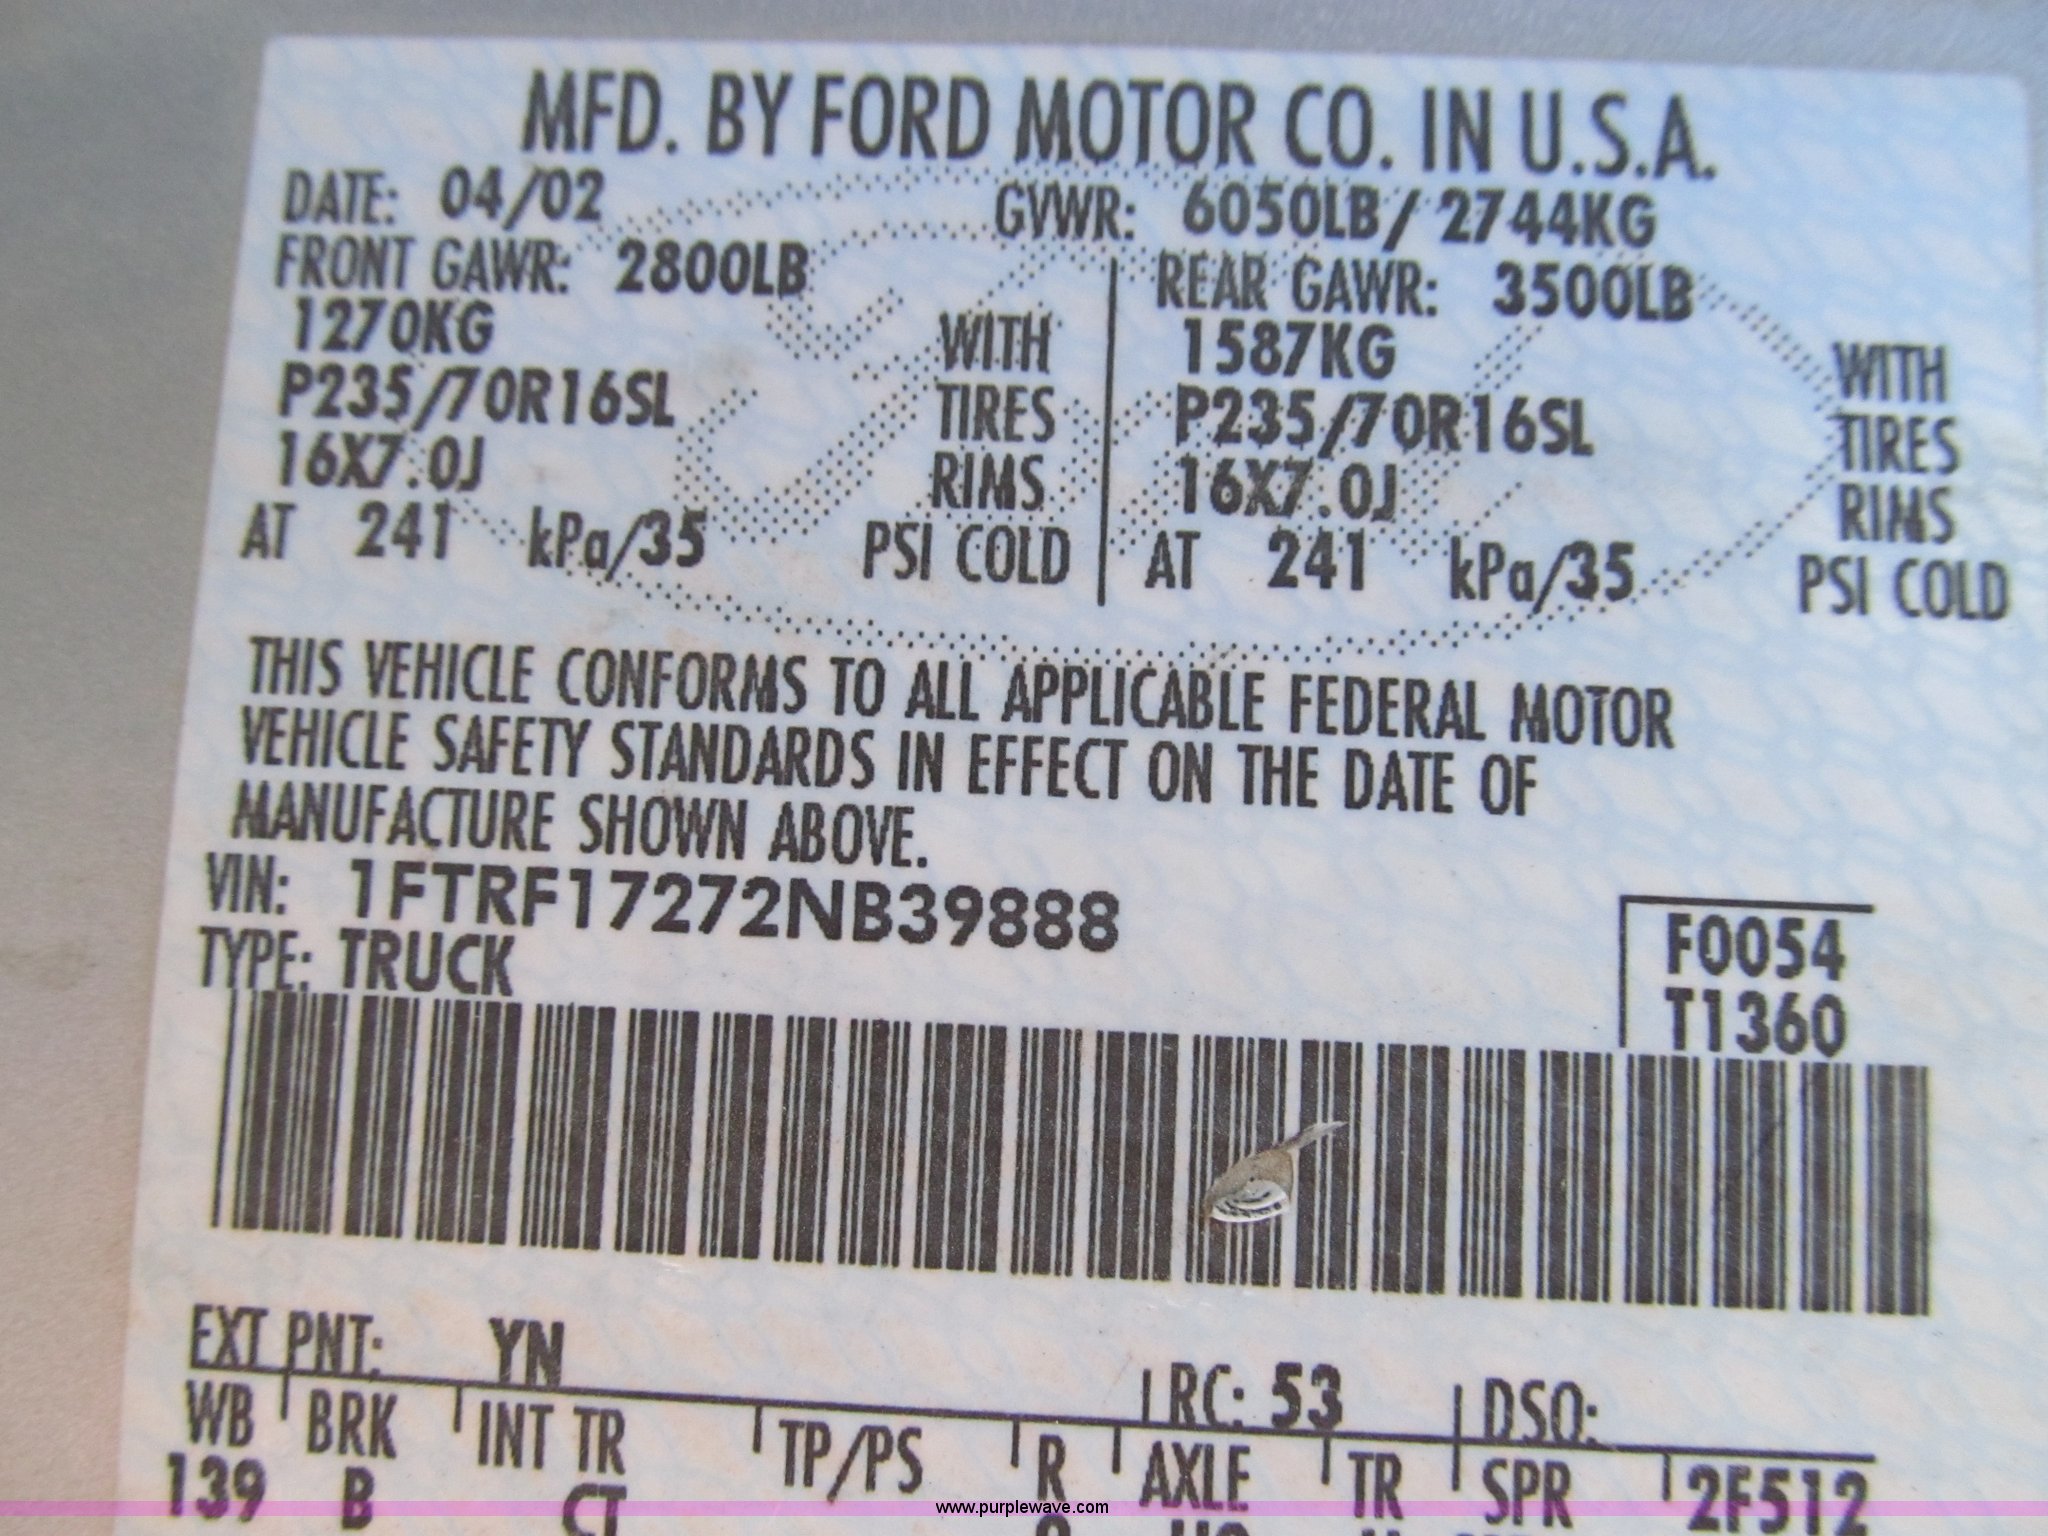 MFD. BY FORD MOTOR CO. IN U.S.A.
DATE: 04/02 GVWR: 6050LB/ 2744KG
FRONT GAWR: 2800LB REAR GAWR: 3500LB
1270KG WITH 1587KG WITH
P235/70R16SL TIRES P235/70R16SL TIRES
16X7.0J RIMS 16X7.0J RIMS
AT 241 kPa/35 PSI COLD AT 241 kPa/35 PSI COLD
THIS VEHICLE CONFORMS TO ALL APPLICABLE FEDERAL MOTOR
VEHICLE SAFETY STANDARDS IN EFFECT ON THE DATE OF
MANUFACTURE SHOWN ABOVE.
VIN: 1FTRF17272NB39888
TYPE: TRUCK
F0054
T1360
EXT PNT: YN RC: 53 DSO:
WB BRK INT TR TP/PS R AXLE TR SPR 2F512
139 B CT
www.purplewave.com